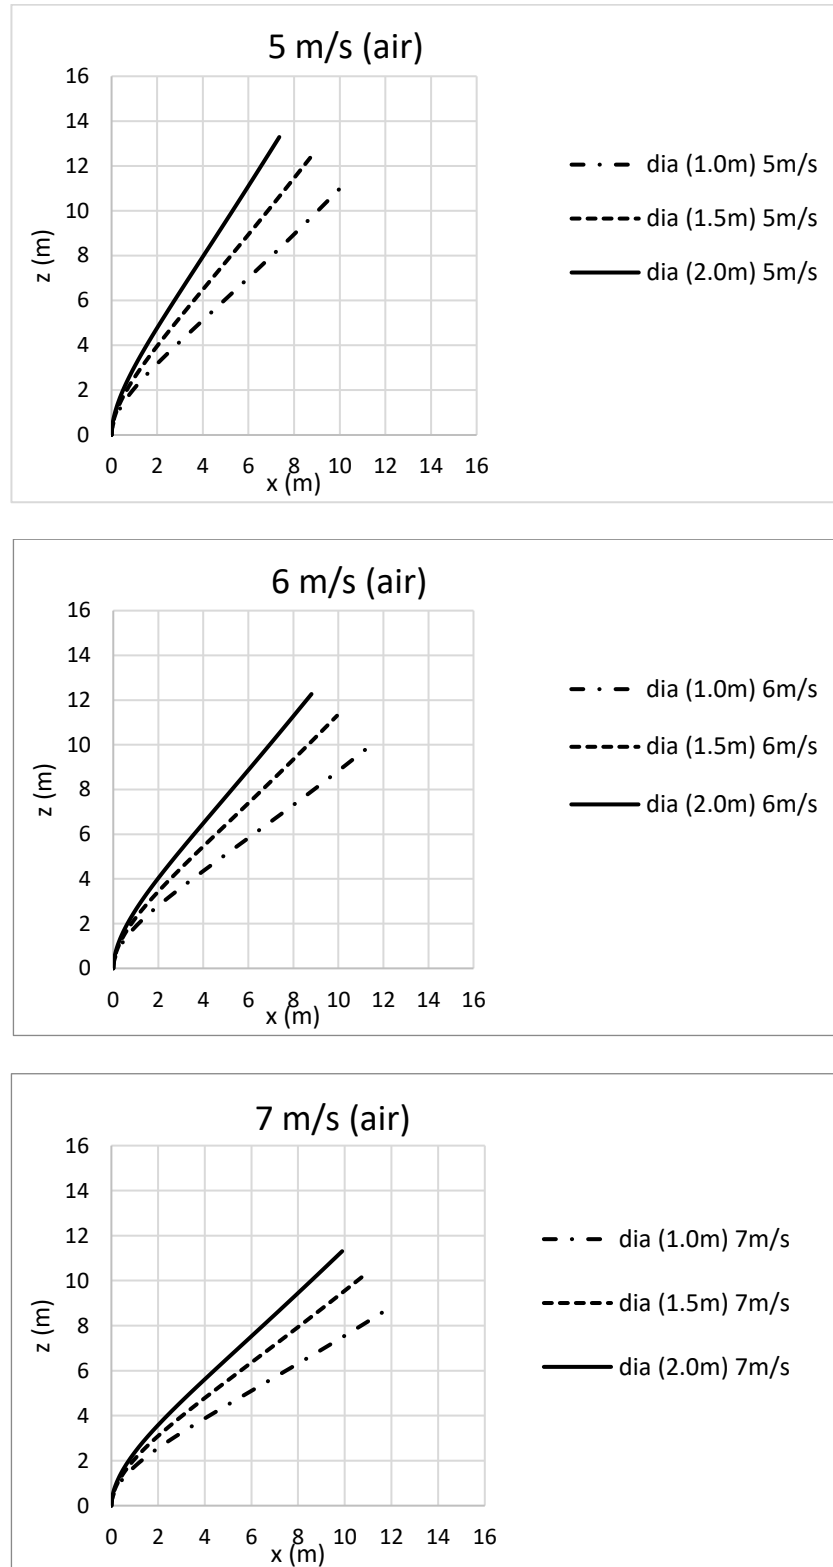 5 m/s (air)
16
14
12
10
8
6
4
2
0
z (m)
0 2 4 6 8 10 12 14 16
x (m)
dia (1.0m) 5m/s
dia (1.5m) 5m/s
dia (2.0m) 5m/s
6 m/s (air)
16
14
12
10
8
6
4
2
0
z (m)
0 2 4 6 8 10 12 14 16
x (m)
dia (1.0m) 6m/s
dia (1.5m) 6m/s
dia (2.0m) 6m/s
7 m/s (air)
16
14
12
10
8
6
4
2
0
z (m)
0 2 4 6 8 10 12 14 16
x (m)
dia (1.0m) 7m/s
dia (1.5m) 7m/s
dia (2.0m) 7m/s